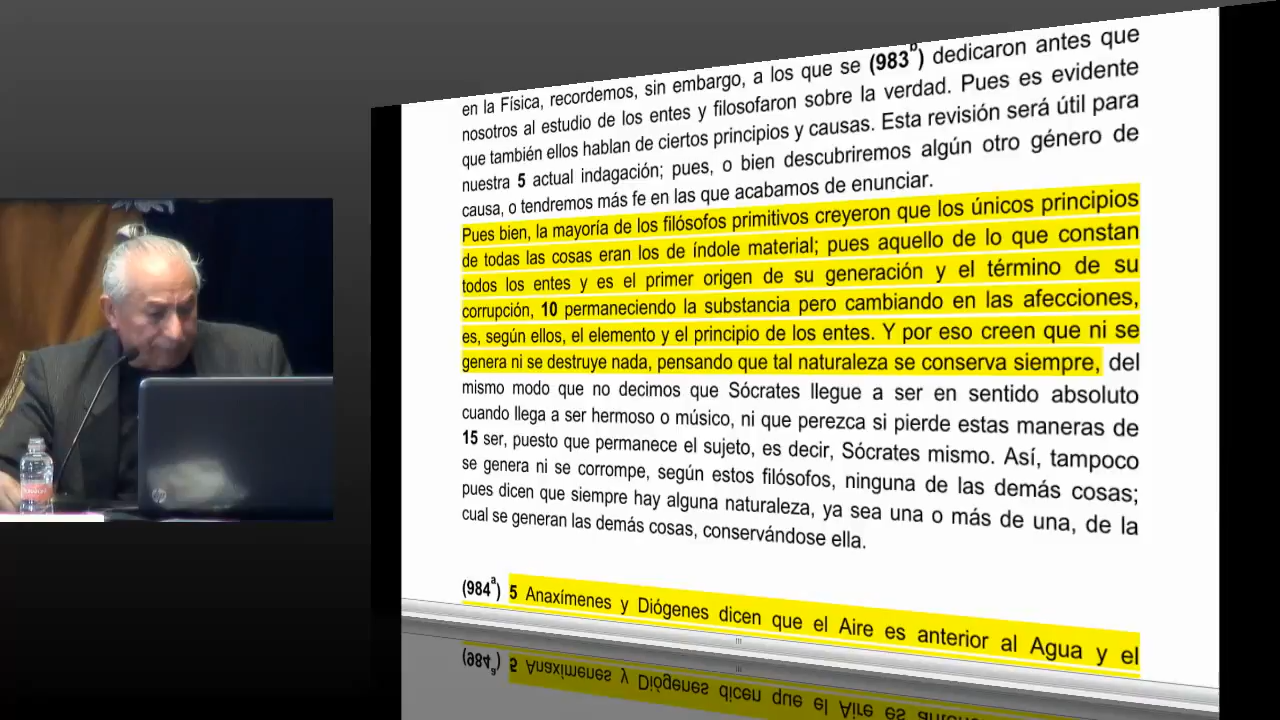 en la Física, recordemos, sin embargo, a los que se (983ᵇ) dedicaron antes que
nosotros al estudio de los entes y filosofaron sobre la verdad. Pues es evidente
que también ellos hablan de ciertos principios y causas. Esta revisión será útil para
nuestra 5 actual indagación; pues, o bien descubriremos algún otro género de
causa, o tendremos más fe en las que acabamos de enunciar.
Pues bien, la mayoría de los filósofos primitivos creyeron que los únicos principios
de todas las cosas eran los de índole material; pues aquello de lo que constan
todos los entes y es el primer origen de su generación y el término de su
corrupción, 10 permaneciendo la substancia pero cambiando en las afecciones,
es, según ellos, el elemento y el principio de los entes. Y por eso creen que ni se
genera ni se destruye nada, pensando que tal naturaleza se conserva siempre, del
mismo modo que no decimos que Sócrates llegue a ser en sentido absoluto
cuando llega a ser hermoso o músico, ni que perezca si pierde estas maneras de
15 ser, puesto que permanece el sujeto, es decir, Sócrates mismo. Así, tampoco
se genera ni se corrompe, según estos filósofos, ninguna de las demás cosas;
pues dicen que siempre hay alguna naturaleza, ya sea una o más de una, de la
cual se generan las demás cosas, conservándose ella.
(984ᵃ) 5 Anaxímenes y Diógenes dicen que el Aire es anterior al Agua y el